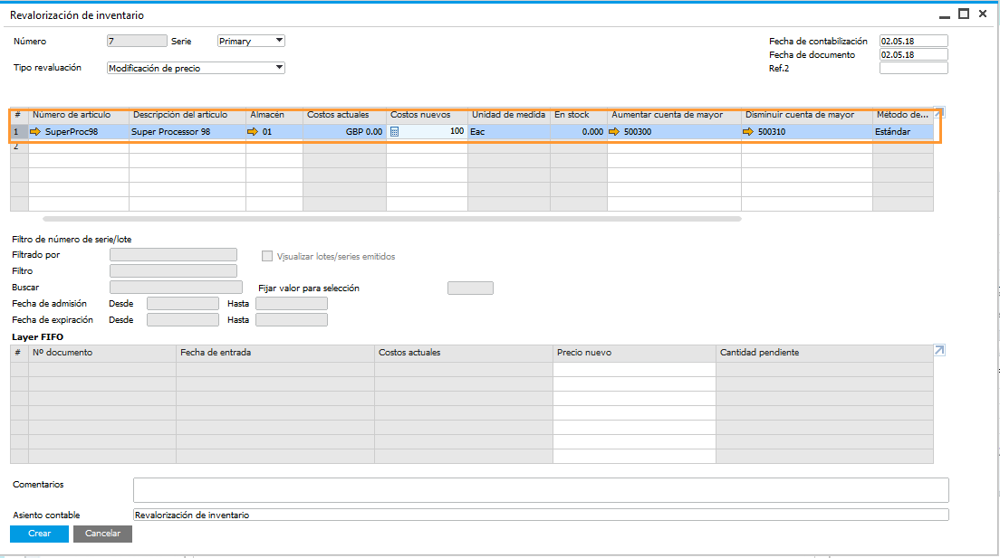 Revalorización de inventario
Número 7 Serie Primary Fecha de contabilización 02.05.18
Fecha de documento 02.05.18
Tipo revaluación Modificación de precio Ref.2
# Número de artículo Descripción del artículo Almacén Costos actuales Costos nuevos Unidad de medida En stock Aumentar cuenta de mayor Disminuir cuenta de mayor Método de...
1 SuperProc98 Super Processor 98 01 GBP 0.00 100 Eac 0.000 500300 500310 Estándar
2
Filtro de número de serie/lote
Filtrado por Visualizar lotes/series emitidos
Filtro
Buscar Fijar valor para selección
Fecha de admisión Desde Hasta
Fecha de expiración Desde Hasta
Layer FIFO
# Nº documento Fecha de entrada Costos actuales Precio nuevo Cantidad pendiente
Comentarios
Asiento contable Revalorización de inventario
Crear Cancelar